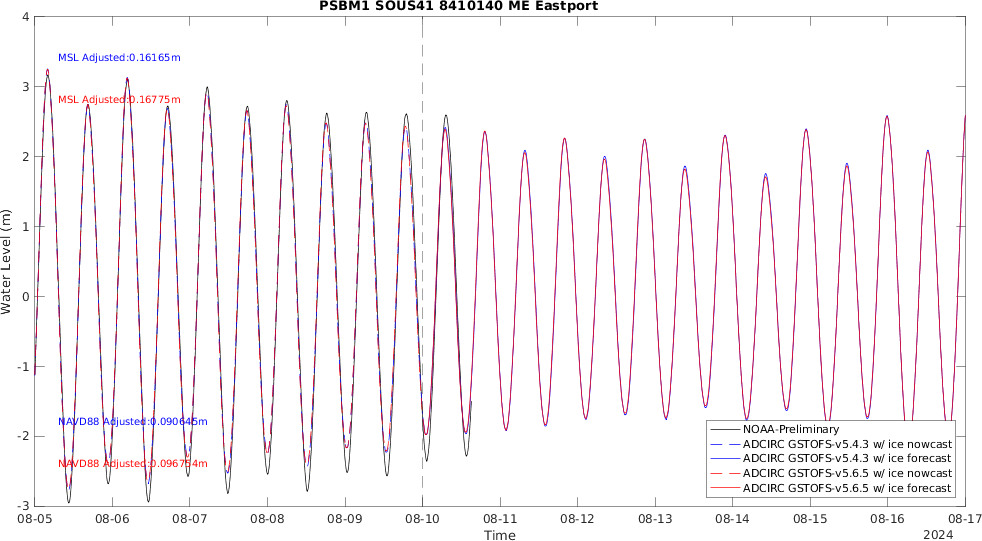 PSBM1 SOUS41 8410140 ME Eastport
4
MSL Adjusted:0.16165m
3
MSL Adjusted:0.16775m
2
1
Water Level (m)
0
-1
NAVD88 Adjusted:0.090645m
-2
NOAA-Preliminary
ADCIRC GSTOFS-v5.4.3 w/ ice nowcast
ADCIRC GSTOFS-v5.4.3 w/ ice forecast
NAVD88 Adjusted:0.096754m
ADCIRC GSTOFS-v5.6.5 w/ ice nowcast
ADCIRC GSTOFS-v5.6.5 w/ ice forecast
-3
08-05 08-06 08-07 08-08 08-09 08-10 08-11 08-12 08-13 08-14 08-15 08-16 08-17
Time
2024